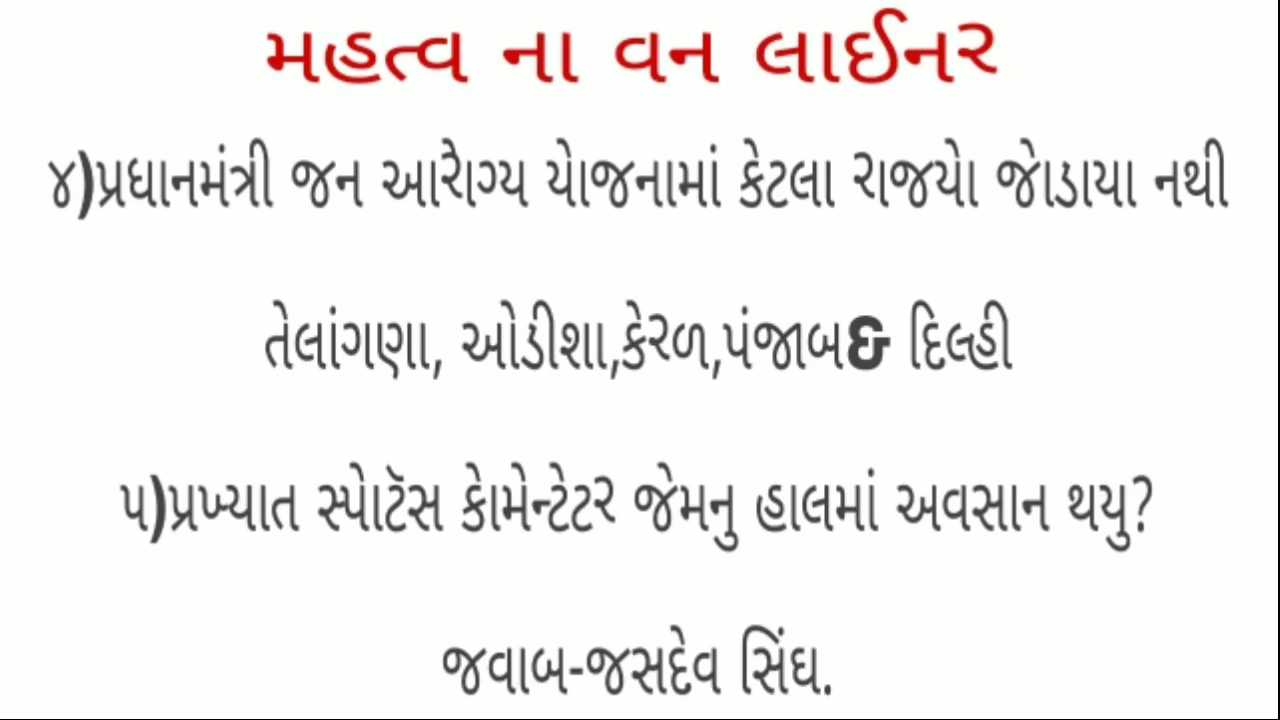 મહત્વ ના વન લાઈનર
૪)પ્રધાનમંત્રી જન આરોગ્ય યોજનામાં કેટલા રાજયો જોડાયા નથી
તેલાંગણા, ઓડીશા,કેરળ,પંજાબ& દિલ્હી
૫)પ્રખ્યાત સ્પોટૅસ કોમેન્ટેટર જેમનુ હાલમાં અવસાન થયુ?
જવાબ-જસદેવ સિંઘ.